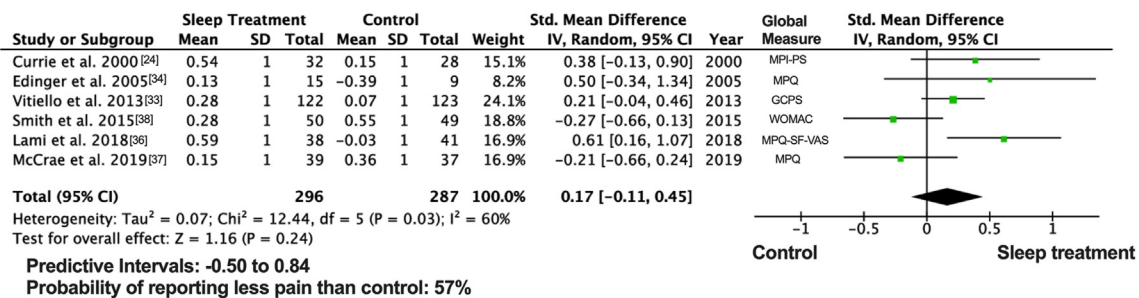 Sleep Treatment Control Std. Mean Difference Global Std. Mean Difference
Study or Subgroup Mean SD Total Mean SD Total Weight IV, Random, 95% CI Year Measure IV, Random, 95% CI
Currie et al. 2000[24] 0.54 1 32 0.15 1 28 15.1% 0.38 [-0.13, 0.90] 2000 MPI-PS
Edinger et al. 2005[34] 0.13 1 15 -0.39 1 9 8.2% 0.50 [-0.34, 1.34] 2005 MPQ
Vitiello et al. 2013[33] 0.28 1 122 0.07 1 123 24.1% 0.21 [-0.04, 0.46] 2013 GCPS
Smith et al. 2015[38] 0.28 1 50 0.55 1 49 18.8% -0.27 [-0.66, 0.13] 2015 WOMAC
Lami et al. 2018[36] 0.59 1 38 -0.03 1 41 16.9% 0.61 [0.16, 1.07] 2018 MPQ-SF-VAS
McCrae et al. 2019[37] 0.15 1 39 0.36 1 37 16.9% -0.21 [-0.66, 0.24] 2019 MPQ
Total (95% CI) 296 287 100.0% 0.17 [-0.11, 0.45]
Heterogeneity: Tau² = 0.07; Chi² = 12.44, df = 5 (P = 0.03); I² = 60%
Test for overall effect: Z = 1.16 (P = 0.24)
-1 -0.5 0 0.5 1
Control Sleep treatment
Predictive Intervals: -0.50 to 0.84
Probability of reporting less pain than control: 57%